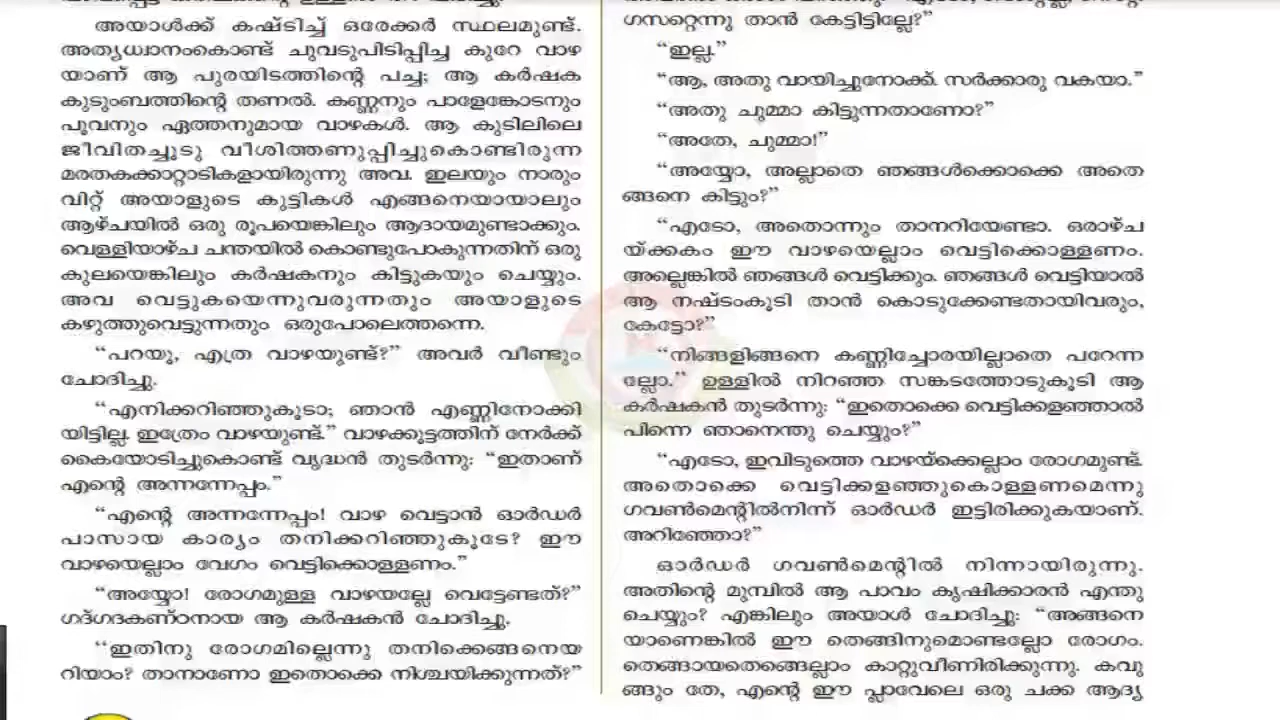 അയാൾക്ക് കഷ്ടിച്ച് ഒരേക്കർ സ്ഥലമുണ്ട്.
അത്യധ്വാനംകൊണ്ട് ചുവടുപിടിപ്പിച്ച കുറേ വാഴ
യാണ് ആ പുരയിടത്തിന്റെ പച്ച; ആ കർഷക
കുടുംബത്തിന്റെ തണൽ. കണ്ണനും പാളേങ്കോടനും
പൂവനും ഏത്തനുമായ വാഴകൾ. ആ കുടിലിലെ
ജീവിതച്ചൂടു വീശിത്തണുപ്പിച്ചുകൊണ്ടിരുന്ന
മരതകക്കാറ്റാടികളായിരുന്നു അവ. ഇലയും നാരും
വിറ്റ് അയാളുടെ കുട്ടികൾ എങ്ങനെയായാലും
ആഴ്ചയിൽ ഒരു രൂപയെങ്കിലും ആദായമുണ്ടാക്കും.
വെള്ളിയാഴ്ച ചന്തയിൽ കൊണ്ടുപോകുന്നതിന് ഒരു
കുലയെങ്കിലും കർഷകനും കിട്ടുകയും ചെയ്യും.
അവ വെട്ടുകയെന്നുവരുന്നതും അയാളുടെ
കഴുത്തുവെട്ടുന്നതും ഒരുപോലെത്തന്നെ.
“പറയൂ, എത്ര വാഴയുണ്ട്?” അവർ വീണ്ടും
ചോദിച്ചു.
“എനിക്കറിഞ്ഞുകൂടാ; ഞാൻ എണ്ണിനോക്കി
യിട്ടില്ല. ഇത്രേം വാഴയുണ്ട്.” വാഴക്കൂട്ടത്തിന് നേർക്ക്
കൈയോടിച്ചുകൊണ്ട് വൃദ്ധൻ തുടർന്നു: “ഇതാണ്
എന്റെ അന്നന്നേപ്പം.”
“എന്റെ അന്നന്നേപ്പം! വാഴ വെട്ടാൻ ഓർഡർ
പാസായ കാര്യം തനിക്കറിഞ്ഞുകൂടേ? ഈ
വാഴയെല്ലാം വേഗം വെട്ടിക്കൊള്ളണം.”
“അയ്യോ! രോഗമുള്ള വാഴയല്ലേ വെട്ടേണ്ടത്?”
ഗദ്ഗദകണ്ഠനായ ആ കർഷകൻ ചോദിച്ചു.
“ഇതിനു രോഗമില്ലെന്നു തനിക്കെങ്ങനെയ
റിയാം? താനാണോ ഇതൊക്കെ നിശ്ചയിക്കുന്നത്?”
ഗസറ്റെന്നു താൻ കേട്ടിട്ടില്ലേ?”
“ഇല്ല.”
“ആ, അതു വായിച്ചുനോക്ക്. സർക്കാരു വകയാ.”
“അതു ചുമ്മാ കിട്ടുന്നതാണോ?”
“അതേ, ചുമ്മാ!”
“അയ്യോ, അല്ലാതെ ഞങ്ങൾക്കൊക്കെ അതെ
ങ്ങനെ കിട്ടും?”
“എടോ, അതൊന്നും താനറിയേണ്ടാ. ഒരാഴ്ച
യ്ക്കകം ഈ വാഴയെല്ലാം വെട്ടിക്കൊള്ളണം.
അല്ലെങ്കിൽ ഞങ്ങൾ വെട്ടിക്കും. ഞങ്ങൾ വെട്ടിയാൽ
ആ നഷ്ടംകൂടി താൻ കൊടുക്കേണ്ടതായിവരും,
കേട്ടോ?”
“നിങ്ങളിങ്ങനെ കണ്ണിച്ചോരയില്ലാതെ പറേന്ന
ല്ലോ.” ഉള്ളിൽ നിറഞ്ഞ സങ്കടത്തോടുകൂടി ആ
കർഷകൻ തുടർന്നു: “ഇതൊക്കെ വെട്ടിക്കളഞ്ഞാൽ
പിന്നെ ഞാനെന്തു ചെയ്യും?”
“എടോ, ഇവിടുത്തെ വാഴയ്ക്കെല്ലാം രോഗമുണ്ട്.
അതൊക്കെ വെട്ടിക്കളഞ്ഞുകൊള്ളണമെന്നു
ഗവൺമെന്റിൽനിന്ന് ഓർഡർ ഇട്ടിരിക്കുകയാണ്.
അറിഞ്ഞോ?”
ഓർഡർ ഗവൺമെന്റിൽ നിന്നായിരുന്നു.
അതിന്റെ മുമ്പിൽ ആ പാവം കൃഷിക്കാരൻ എന്തു
ചെയ്യും? എങ്കിലും അയാൾ ചോദിച്ചു: “അങ്ങനെ
യാണെങ്കിൽ ഈ തെങ്ങിനുമൊണ്ടല്ലോ രോഗം.
തെങ്ങായതെങ്ങെല്ലാം കാറ്റുവീണിരിക്കുന്നു. കവു
ങ്ങും തേ, എന്റെ ഈ പ്ലാവേലെ ഒരു ചക്ക ആദ്യ